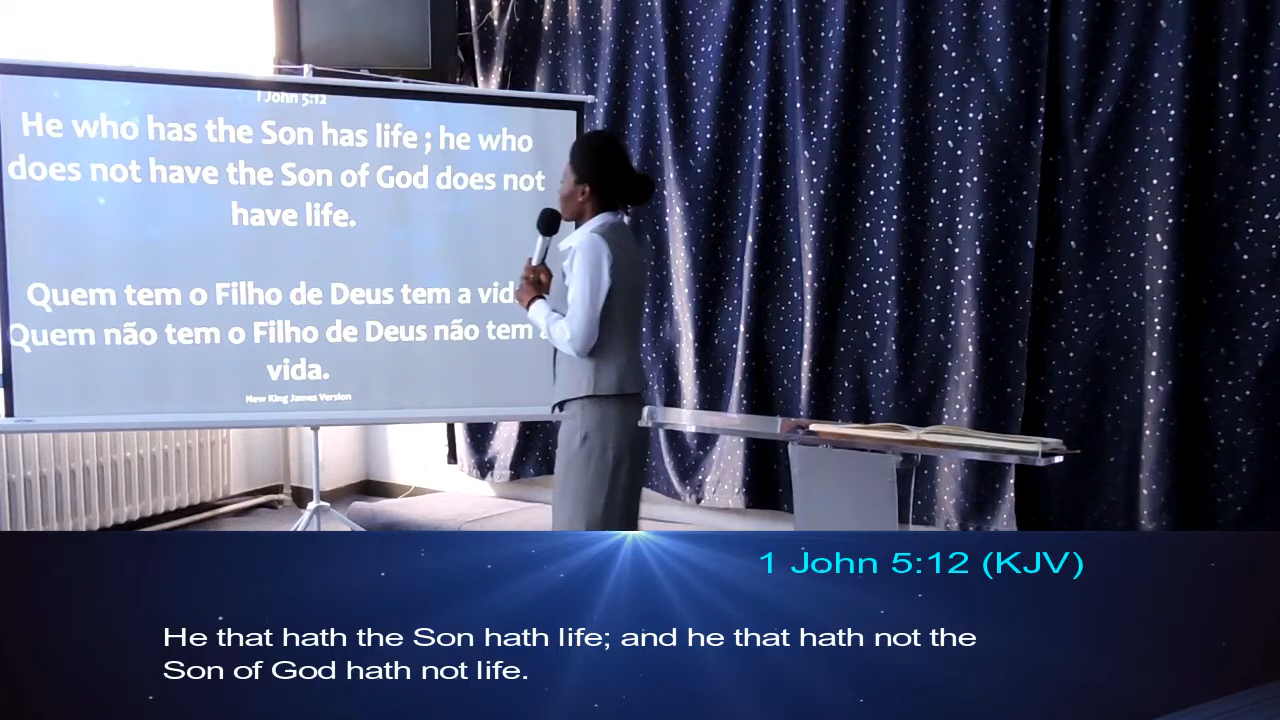 1 John 5:12
He who has the Son has life ; he who
does not have the Son of God does not
have life.
Quem tem o Filho de Deus tem a vid
Quem não tem o Filho de Deus não tem
vida.
New King James Version
1 John 5:12 (KJV)
He that hath the Son hath life; and he that hath not the
Son of God hath not life.